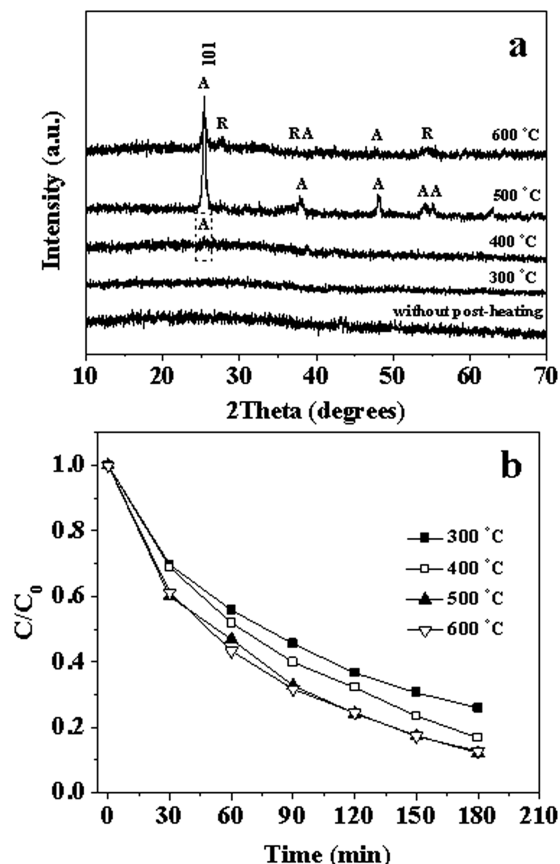 a
101
A
R
R A
A
R
600 °C
Intensity (a.u.)
A
A
A A
500 °C
A
400 °C
300 °C
without post-heating
10 20 30 40 50 60 70
2Theta (degrees)
b
1.0
0.8
0.6
0.4
0.2
0.0
C/C0
300 °C
400 °C
500 °C
600 °C
0 30 60 90 120 150 180 210
Time (min)